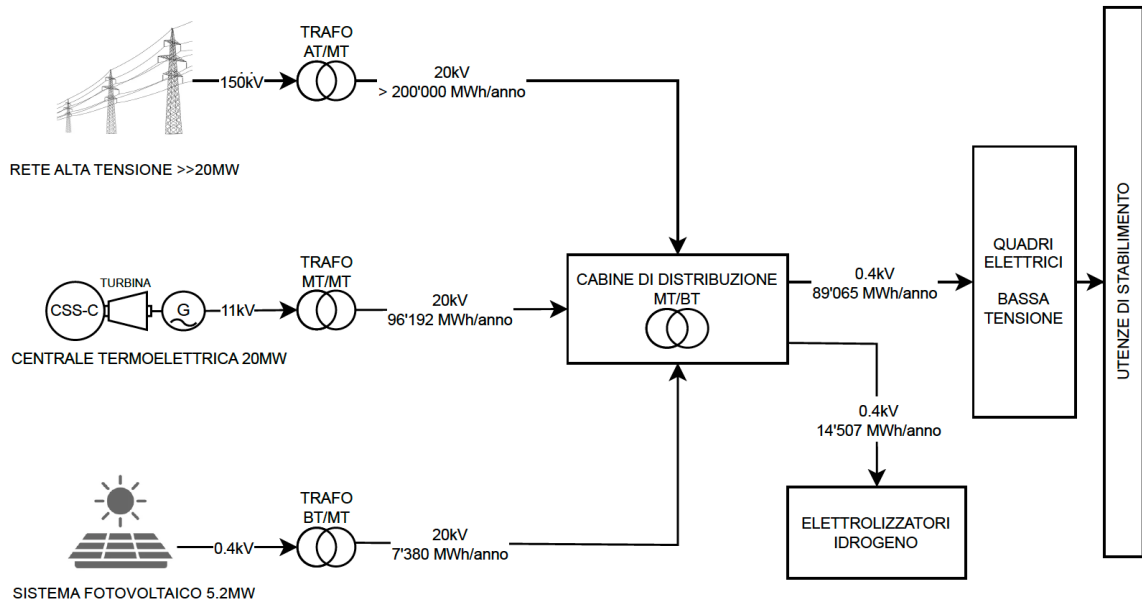 TRAFO
AT/MT
150kV
20kV
> 200'000 MWh/anno
RETE ALTA TENSIONE >>20MW
TRAFO
MT/MT
TURBINA
CSS-C
G
11kV
20kV
96'192 MWh/anno
CENTRALE TERMOELETTRICA 20MW
CABINE DI DISTRIBUZIONE
MT/BT
0.4kV
89'065 MWh/anno
QUADRI
ELETTRICI
BASSA
TENSIONE
UTENZE DI STABILIMENTO
0.4kV
14'507 MWh/anno
ELETTROLIZZATORI
IDROGENO
TRAFO
BT/MT
0.4kV
20kV
7'380 MWh/anno
SISTEMA FOTOVOLTAICO 5.2MW